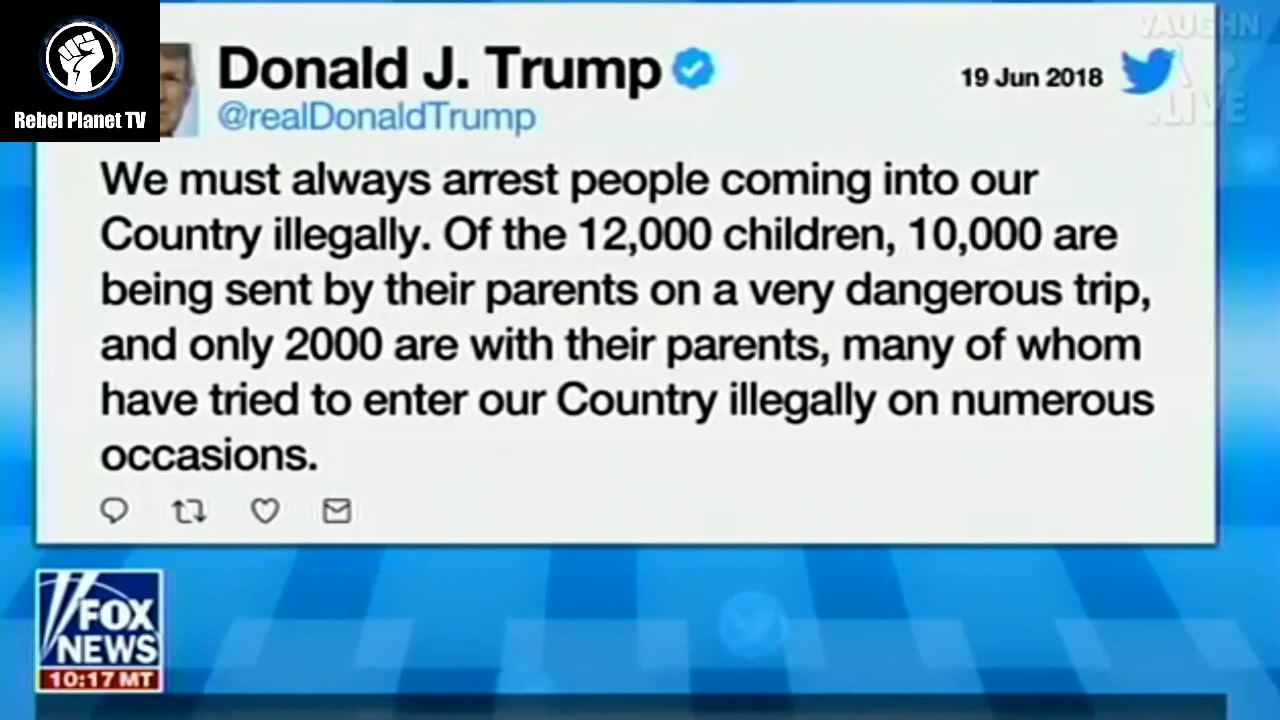 Rebel Planet TV
Donald J. Trump
@realDonaldTrump
19 Jun 2018
VAUGHN
.LIVE
We must always arrest people coming into our
Country illegally. Of the 12,000 children, 10,000 are
being sent by their parents on a very dangerous trip,
and only 2000 are with their parents, many of whom
have tried to enter our Country illegally on numerous
occasions.
FOX
NEWS
10:17 MT